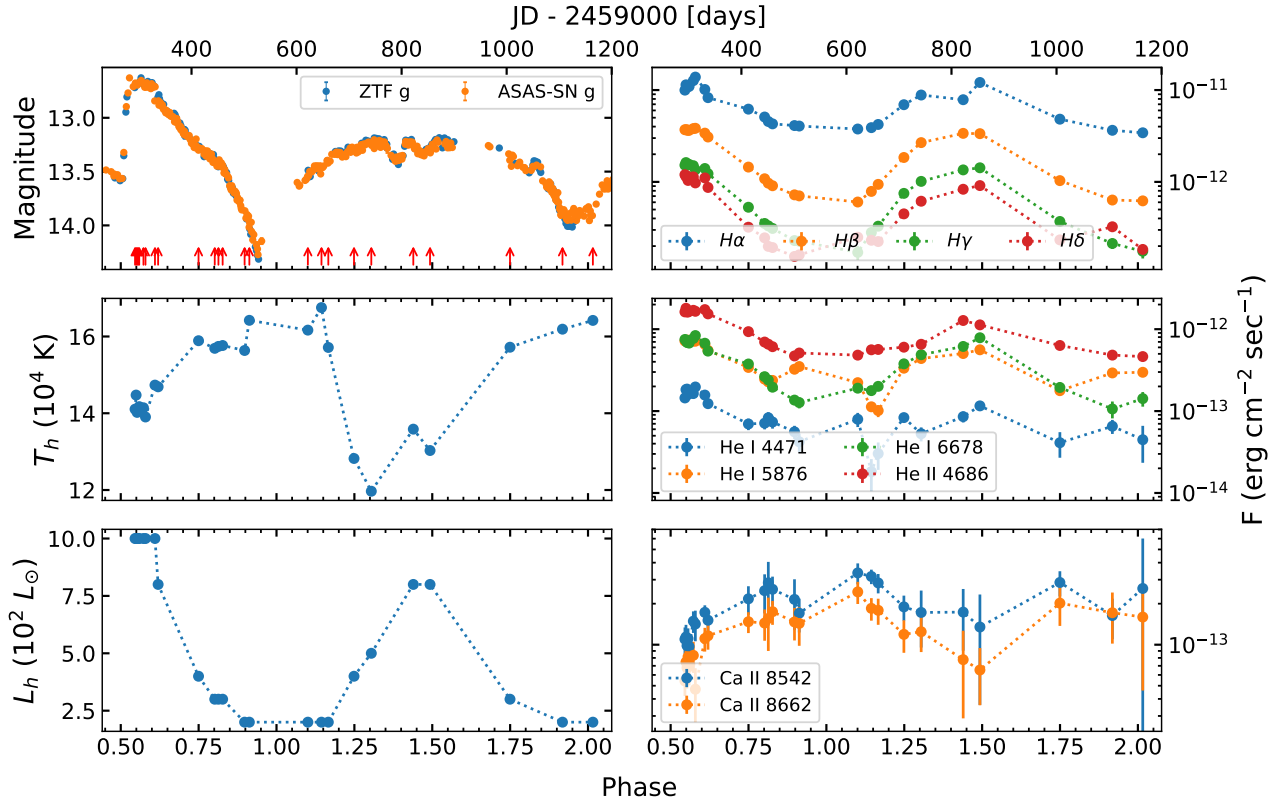 JD - 2459000 [days]
400 600 800 1000 1200 400 600 800 1000 1200
ZTF g ASAS-SN g
Magnitude
13.0
13.5
14.0
10⁻¹¹
10⁻¹²
Hα Hβ Hγ Hδ
T_h (10⁴ K)
16
14
12
10⁻¹²
10⁻¹³
10⁻¹⁴
He I 4471 He I 6678
He I 5876 He II 4686
F (erg cm⁻² sec⁻¹)
L_h (10² L_⊙)
10.0
7.5
5.0
2.5
10⁻¹³
Ca II 8542
Ca II 8662
0.50 0.75 1.00 1.25 1.50 1.75 2.00 0.50 0.75 1.00 1.25 1.50 1.75 2.00
Phase